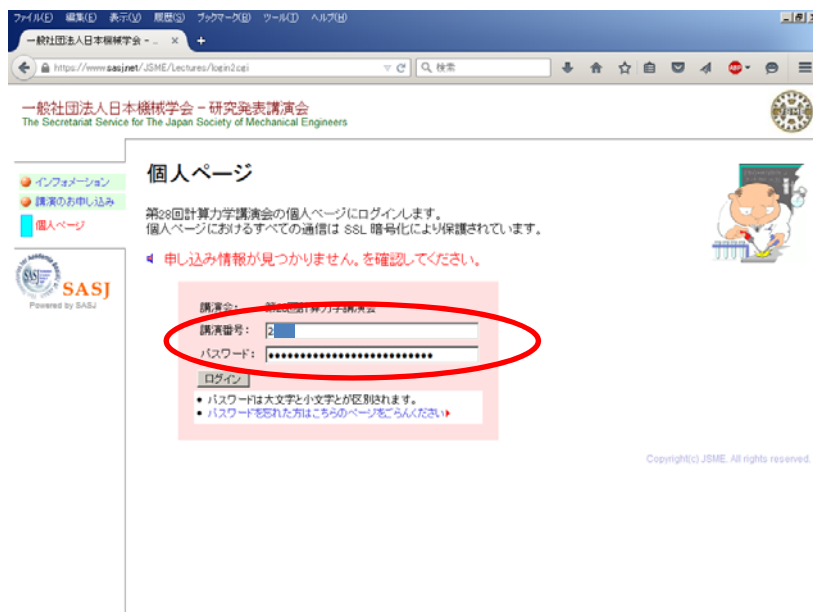 ファイル(F) 編集(E) 表示(V) 履歴(S) ブックマーク(B) ツール(T) ヘルプ(H)
一般社団法人日本機械学会 - ... × +
https://www.sasj.net/JSME/Lectures/login2.cgi
検索
ABP
一般社団法人日本機械学会 - 研究発表講演会
The Secretariat Service for The Japan Society of Mechanical Engineers
インフォメーション
講演のお申し込み
個人ページ
SASJ
Powered by SASJ
個人ページ
第28回計算力学講演会の個人ページにログインします。
個人ページにおけるすべての通信は SSL 暗号化により保護されています。
申し込み情報が見つかりません。を確認してください。
講演会： 第28回計算力学講演会
講演番号： 2
パスワード： ●●●●●●●●●●●●●●●●●●●●●●●●●●
ログイン
• パスワードは大文字と小文字とが区別されます。
• パスワードを忘れた方はこちらのページをごらんください
Copyright(c) JSME. All rights reserved.